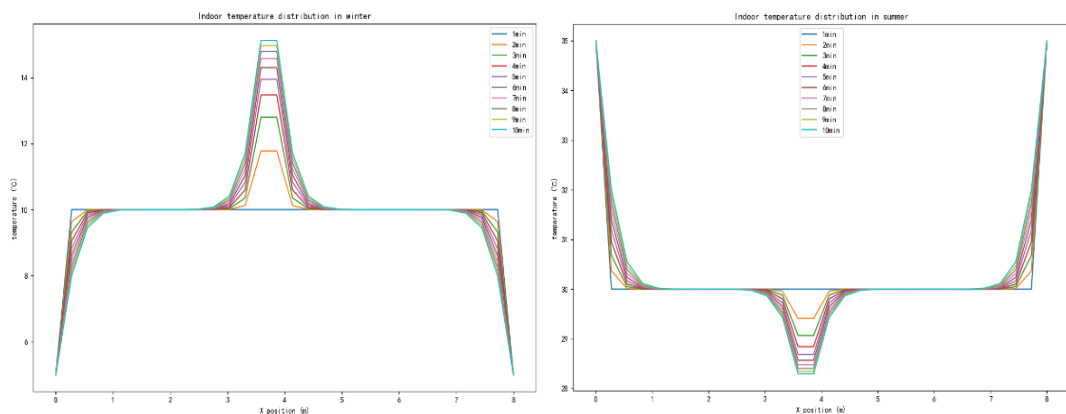 Indoor temperature distribution in winter
temperature (℃)
14
12
10
8
6
1min
2min
3min
4min
5min
6min
7min
8min
9min
10min
0 1 2 3 4 5 6 7 8
X position (m)
Indoor temperature distribution in summer
temperature (℃)
35
34
33
32
31
30
29
28
1min
2min
3min
4min
5min
6min
7min
8min
9min
10min
0 1 2 3 4 5 6 7 8
X position (m)